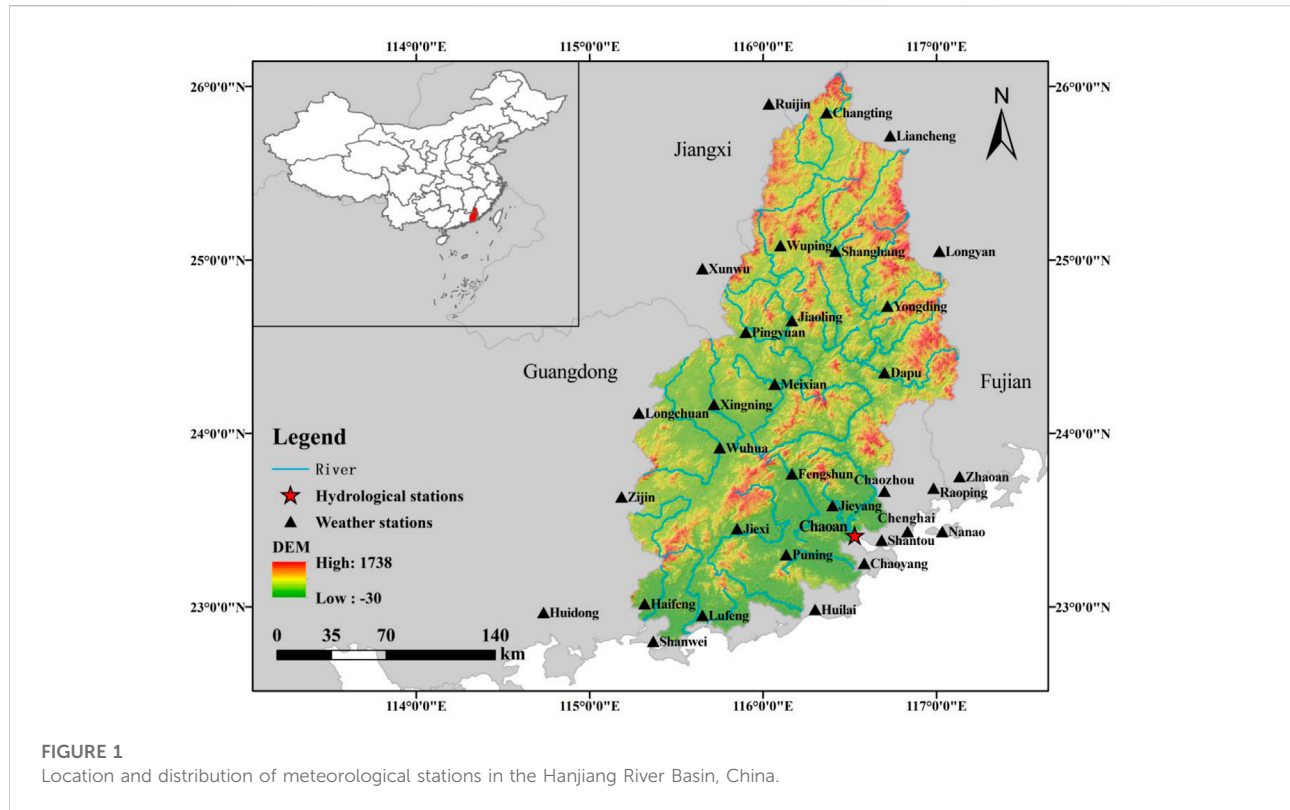 114°0'0"E
115°0'0"E
116°0'0"E
117°0'0"E
26°0'0"N
26°0'0"N
N
Ruijin
Changting
Liancheng
Jiangxi
Wuping
Shanghang
Longyan
25°0'0"N
25°0'0"N
Xunwu
Yongding
Jiaoling
Pingyuan
Guangdong
Meixian
Dapu
Fujian
Longchuan
Xingning
24°0'0"N
24°0'0"N
Wuhua
Fengshun
Chaozhou
Zhaoan
Raoping
Zijin
Jieyang
Chenghai
Jiexi
Chaoan
Nanao
Shantou
Puning
Chaoyang
23°0'0"N
23°0'0"N
Haifeng
Huidong
Lufeng
Huilai
Shanwei
Legend
River
Hydrological stations
Weather stations
DEM
High: 1738
Low : -30
0 35 70 140
km
114°0'0"E
115°0'0"E
116°0'0"E
117°0'0"E
FIGURE 1
Location and distribution of meteorological stations in the Hanjiang River Basin, China.